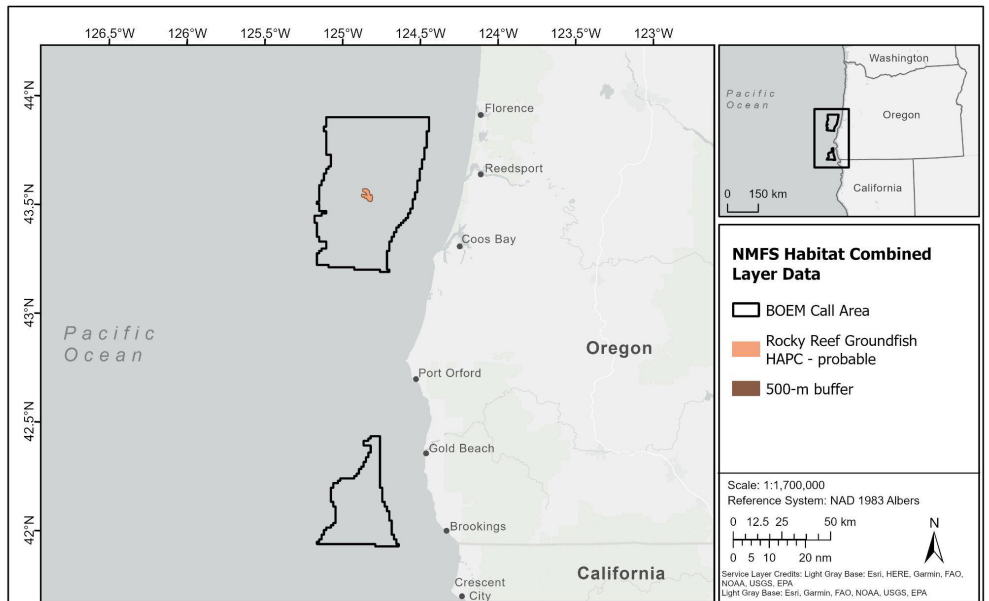 126.5°W 126°W 125.5°W 125°W 124.5°W 124°W 123.5°W 123°W
44°N
43.5°N
43°N
42.5°N
42°N
Florence
Reedsport
Coos Bay
Pacific
Ocean
Oregon
Port Orford
Gold Beach
Brookings
California
Crescent
City
Washington
Pacific
Ocean
Oregon
California
0 150 km
NMFS Habitat Combined
Layer Data
BOEM Call Area
Rocky Reef Groundfish
HAPC - probable
500-m buffer
Scale: 1:1,700,000
Reference System: NAD 1983 Albers
0 12.5 25 50 km
N
0 5 10 20 nm
Service Layer Credits: Light Gray Base: Esri, HERE, Garmin, FAO,
NOAA, USGS, EPA
Light Gray Base: Esri, Garmin, FAO, NOAA, USGS, EPA